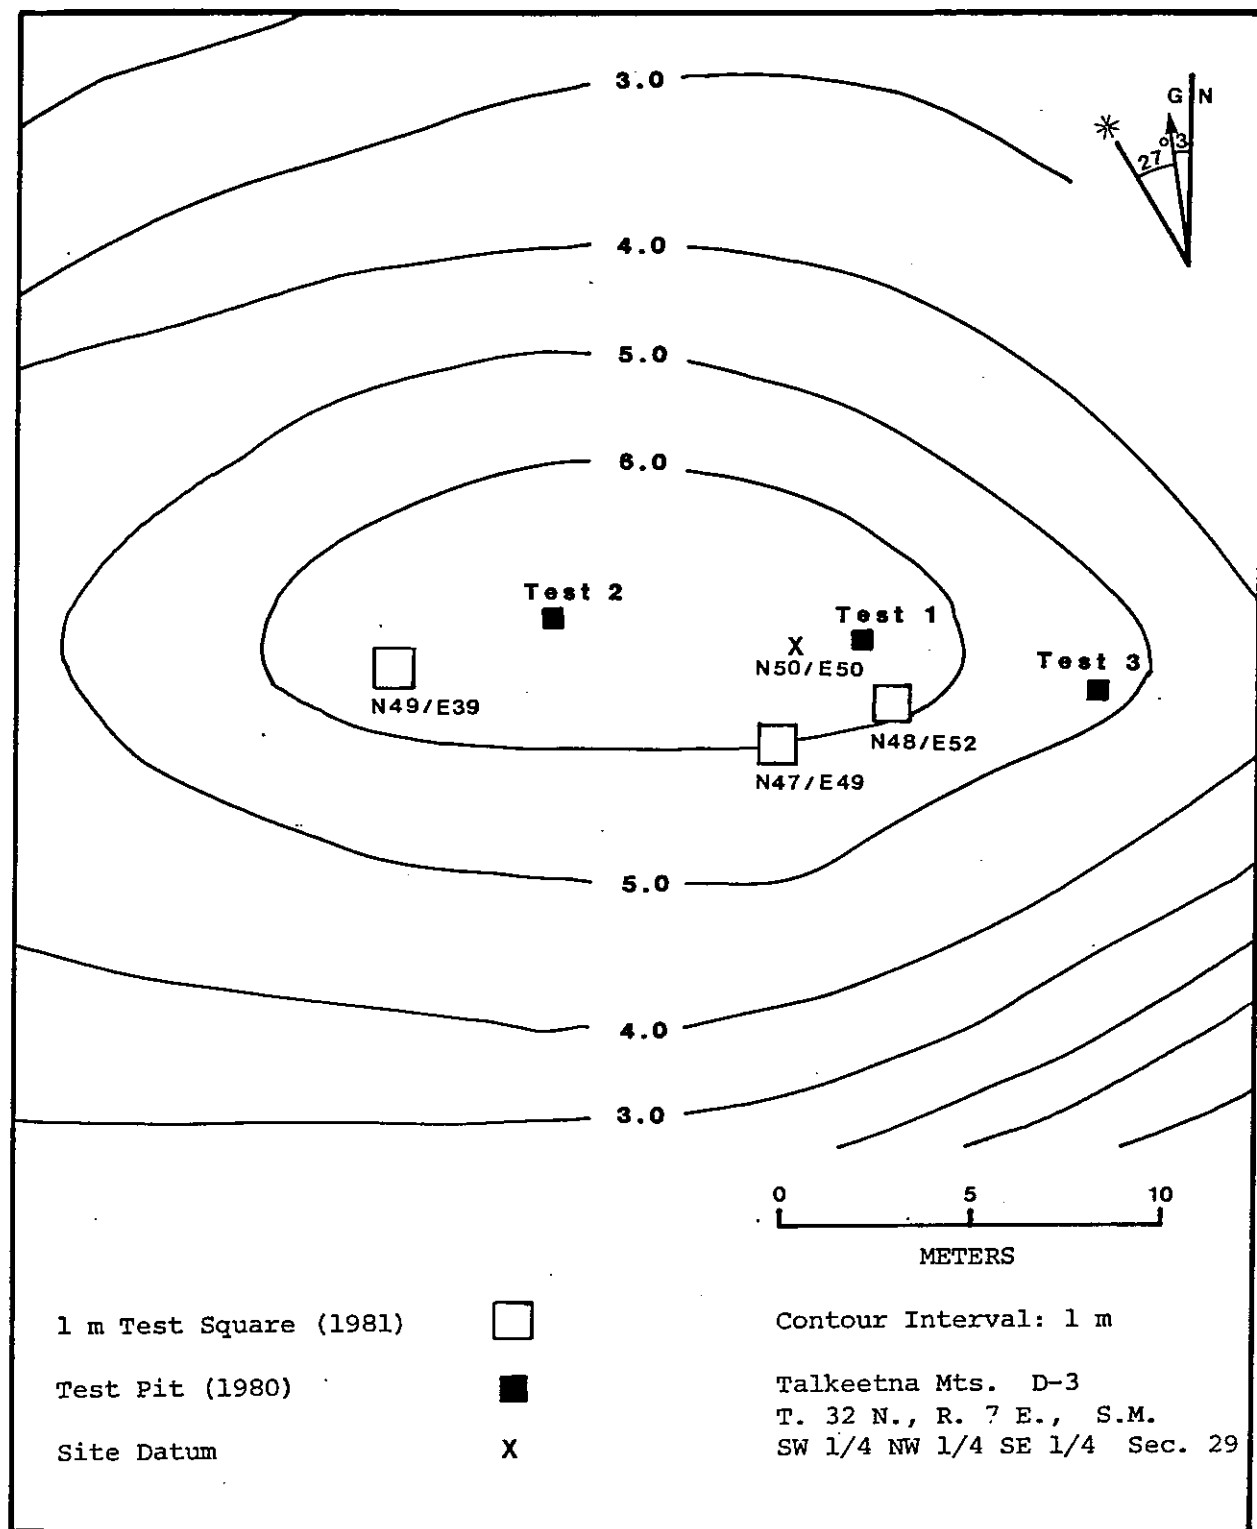 3.0
G N
27° 3
4.0
5.0
6.0
Test 2
Test 1
X
N50/E50
Test 3
N49/E39
N48/E52
N47/E49
5.0
4.0
3.0
0 5 10
METERS
1 m Test Square (1981)
Contour Interval: 1 m
Test Pit (1980)
Talkeetna Mts. D-3
T. 32 N., R. 7 E., S.M.
Site Datum X
SW 1/4 NW 1/4 SE 1/4 Sec. 29